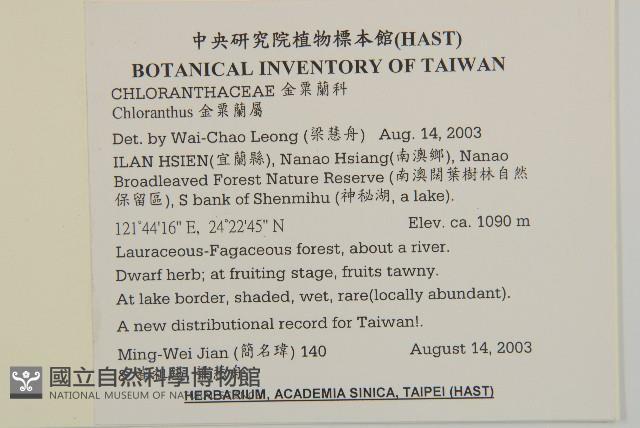 中央研究院植物標本館(HAST)
BOTANICAL INVENTORY OF TAIWAN
CHLORANTHACEAE 金粟蘭科
Chloranthus 金粟蘭屬
Det. by Wai-Chao Leong (梁慧舟) Aug. 14, 2003
ILAN HSIEN(宜蘭縣), Nanao Hsiang(南澳鄉), Nanao
Broadleaved Forest Nature Reserve (南澳闊葉樹林自然
保留區), S bank of Shenmihu (神秘湖, a lake).
121°44'16" E, 24°22'45" N Elev. ca. 1090 m
Lauraceous-Fagaceous forest, about a river.
Dwarf herb; at fruiting stage, fruits tawny.
At lake border, shaded, wet, rare(locally abundant).
A new distributional record for Taiwan!.
Ming-Wei Jian (簡名瑋) 140 August 14, 2003
國立自然科學博物館
NATIONAL MUSEUM OF
HERBARIUM, ACADEMIA SINICA, TAIPEI (HAST)